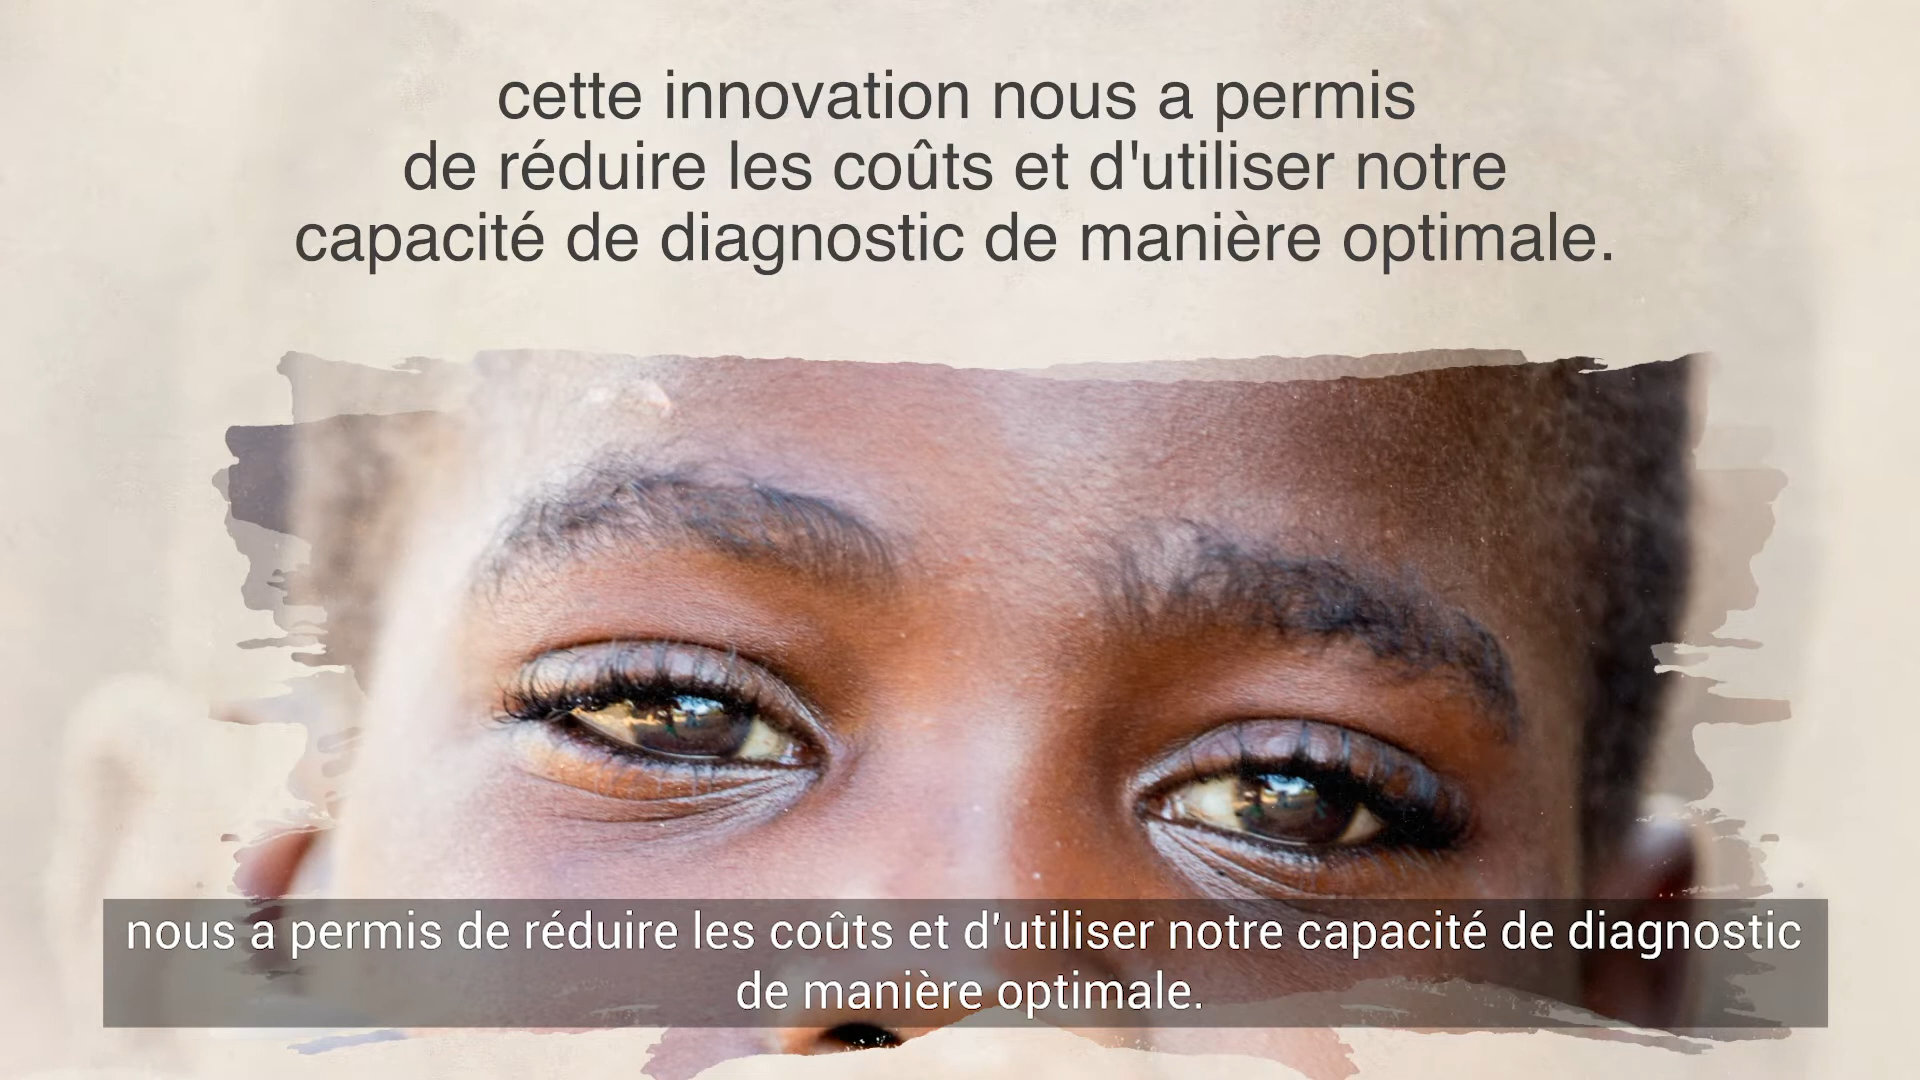 cette innovation nous a permis
de réduire les coûts et d'utiliser notre
capacité de diagnostic de manière optimale.
nous a permis de réduire les coûts et d'utiliser notre capacité de diagnostic
de manière optimale.